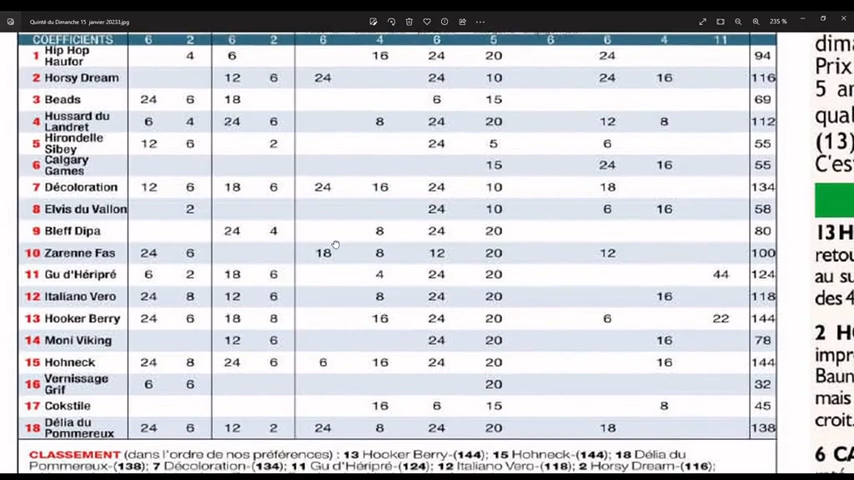 Quinté du Dimanche 15 janvier 20233.jpg
235 %
COEFFICIENTS 6 2 6 2 6 4 6 5 6 6 4 11
1 Hip Hop Haufor 4 6 16 24 20 24 94
2 Horsy Dream 12 6 24 24 10 24 16 116
3 Beads 24 6 18 6 15 69
4 Hussard du Landret 6 4 24 6 8 24 20 12 8 112
5 Hirondelle Sibey 12 6 2 24 5 6 55
6 Calgary Games 15 24 16 55
7 Décoloration 12 6 18 6 24 16 24 10 18 134
8 Elvis du Vallon 2 24 10 6 16 58
9 Bleff Dipa 24 4 8 24 20 80
10 Zarenne Fas 24 6 18 8 12 20 12 100
11 Gu d'Héripré 6 2 18 6 4 24 20 44 124
12 Italiano Vero 24 8 12 6 8 24 20 16 118
13 Hooker Berry 24 6 18 8 16 24 20 6 22 144
14 Moni Viking 12 6 24 20 16 78
15 Hohneck 24 8 24 6 6 16 24 20 16 144
16 Vernissage Grif 6 6 20 32
17 Cokstile 16 6 15 8 45
18 Délia du Pommereux 24 6 12 2 24 8 24 20 18 138
CLASSEMENT (dans l'ordre de nos préférences) : 13 Hooker Berry-(144); 15 Hohneck-(144); 18 Délia du
Pommereux-(138); 7 Décoloration-(134); 11 Gu d'Héripré-(124); 12 Italiano Vero-(118); 2 Horsy Dream-(116);
dima
Prix
5 an
qual
(13)
C'est
13 H
retou
au su
des 4
2 HO
impre
Baun
mais
croit.
6 CA